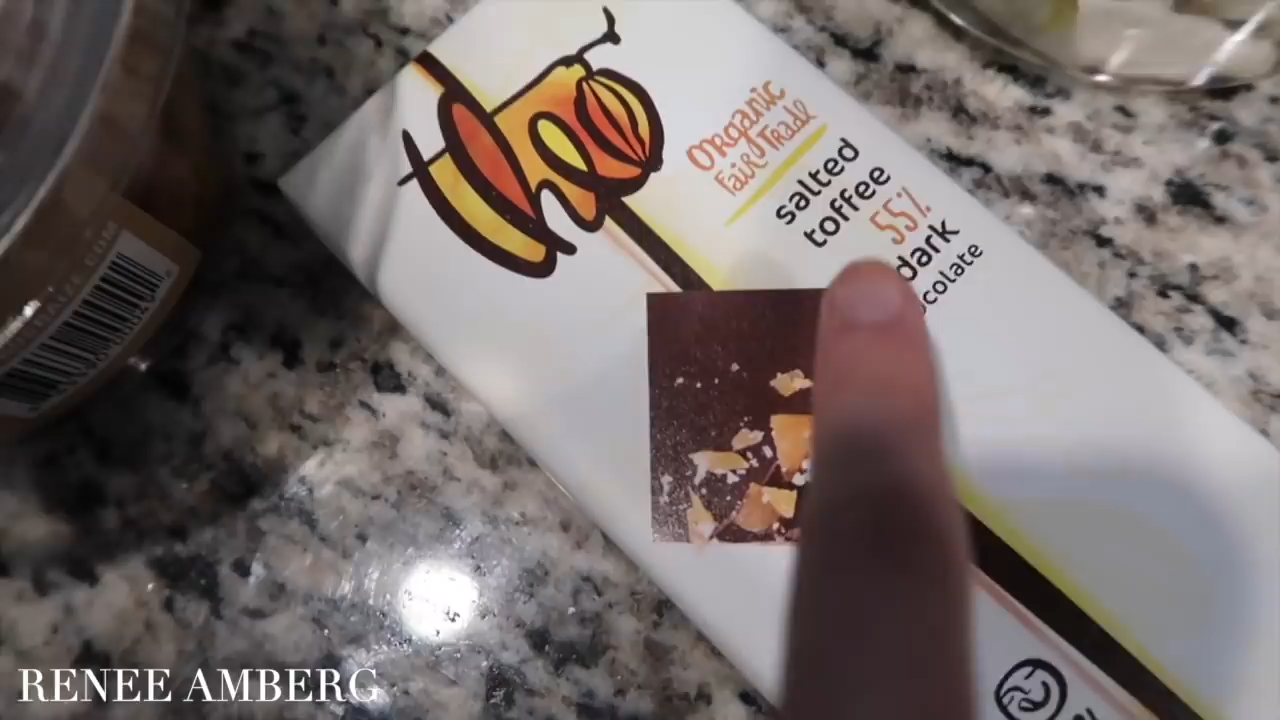 theo
Organic
Fair Trade
salted
toffee
55%
dark
RENEE AMBERG